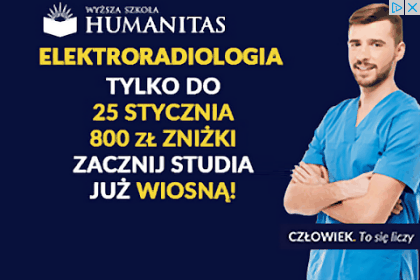 WYŻSZA SZKOŁA
HUMANITAS
ELEKTRORADIOLOGIA
TYLKO DO
25 STYCZNIA
800 ZŁ ZNIŻKI
ZACZNIJ STUDIA
JUŻ WIOSNĄ!
CZŁOWIEK. To się liczy